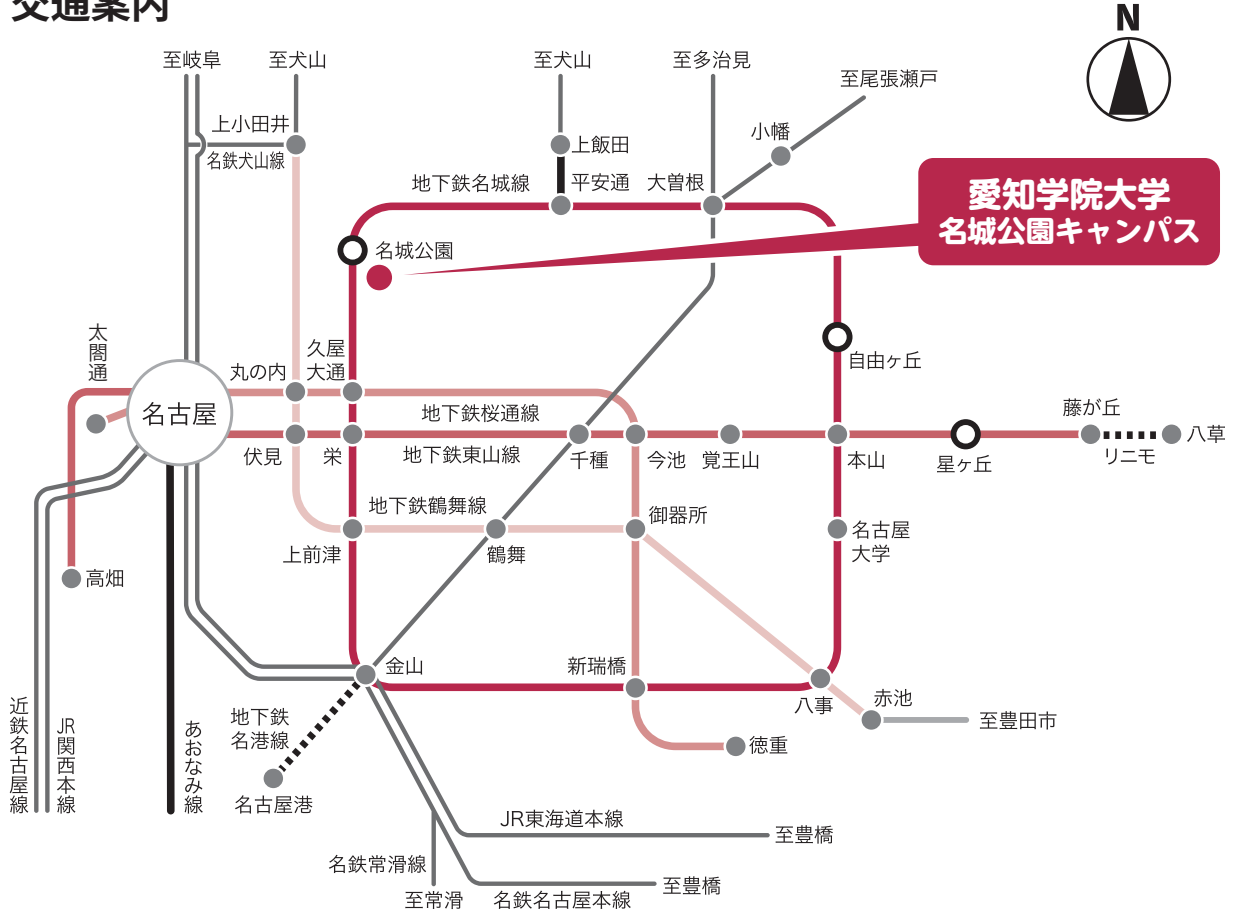 交通案内
N
至岐阜
至犬山
至犬山
至多治見
至尾張瀬戸
上小田井
名鉄犬山線
上飯田
小幡
地下鉄名城線
平安通
大曽根
愛知学院大学
名城公園キャンパス
名城公園
太閤通
丸の内
久屋
大通
自由ヶ丘
名古屋
地下鉄桜通線
藤が丘
八草
伏見
栄
地下鉄東山線
千種
今池
覚王山
本山
星ヶ丘
リニモ
地下鉄鶴舞線
御器所
名古屋
大学
上前津
鶴舞
高畑
金山
新瑞橋
八事
赤池
至豊田市
近鉄名古屋線
JR関西本線
あおなみ線
地下鉄
名港線
徳重
名古屋港
JR東海道本線
至豊橋
名鉄常滑線
至常滑
名鉄名古屋本線
至豊橋